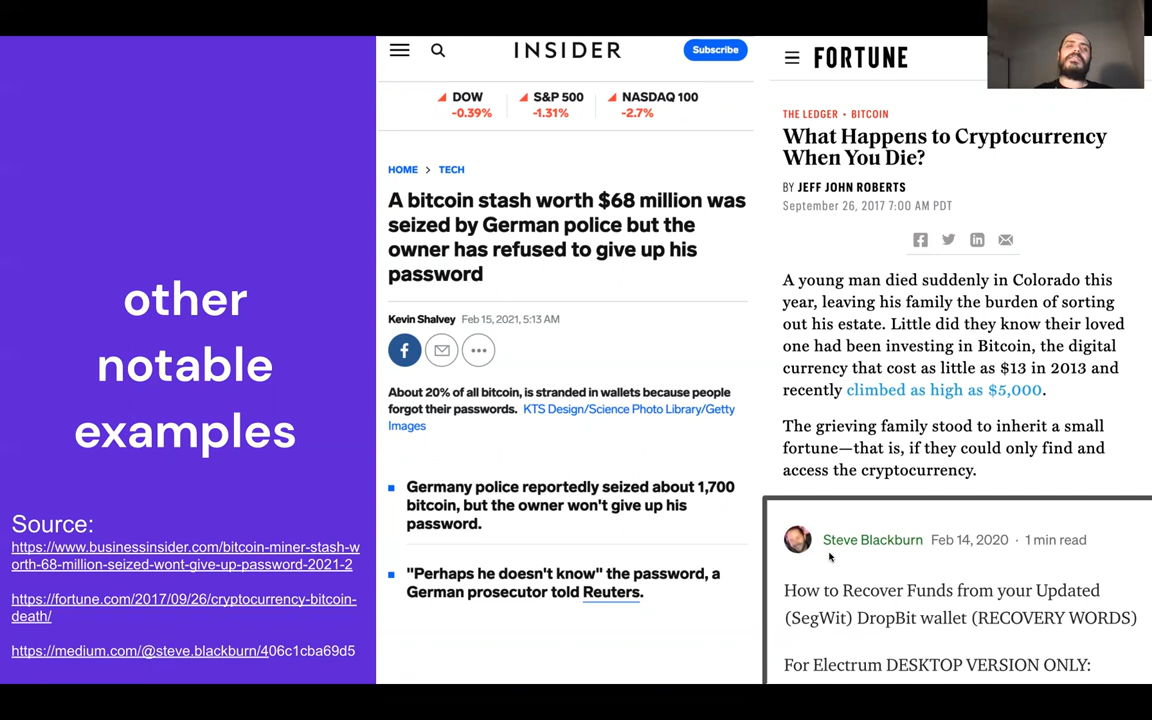 other
notable
examples
Source:
https://www.businessinsider.com/bitcoin-miner-stash-w
orth-68-million-seized-wont-give-up-password-2021-2
https://fortune.com/2017/09/26/cryptocurrency-bitcoin-
death/
https://medium.com/@steve.blackburn/406c1cba69d5
INSIDER
Subscribe
DOW
-0.39%
S&P 500
-1.31%
NASDAQ 100
-2.7%
HOME > TECH
A bitcoin stash worth $68 million was
seized by German police but the
owner has refused to give up his
password
Kevin Shalvey Feb 15, 2021, 5:13 AM
About 20% of all bitcoin, is stranded in wallets because people
forgot their passwords. KTS Design/Science Photo Library/Getty
Images
Germany police reportedly seized about 1,700
bitcoin, but the owner won't give up his
password.
"Perhaps he doesn't know" the password, a
German prosecutor told Reuters.
FORTUNE
THE LEDGER • BITCOIN
What Happens to Cryptocurrency
When You Die?
BY JEFF JOHN ROBERTS
September 26, 2017 7:00 AM PDT
A young man died suddenly in Colorado this
year, leaving his family the burden of sorting
out his estate. Little did they know their loved
one had been investing in Bitcoin, the digital
currency that cost as little as $13 in 2013 and
recently climbed as high as $5,000.
The grieving family stood to inherit a small
fortune—that is, if they could only find and
access the cryptocurrency.
Steve Blackburn Feb 14, 2020 · 1 min read
How to Recover Funds from your Updated
(SegWit) DropBit wallet (RECOVERY WORDS)
For Electrum DESKTOP VERSION ONLY: